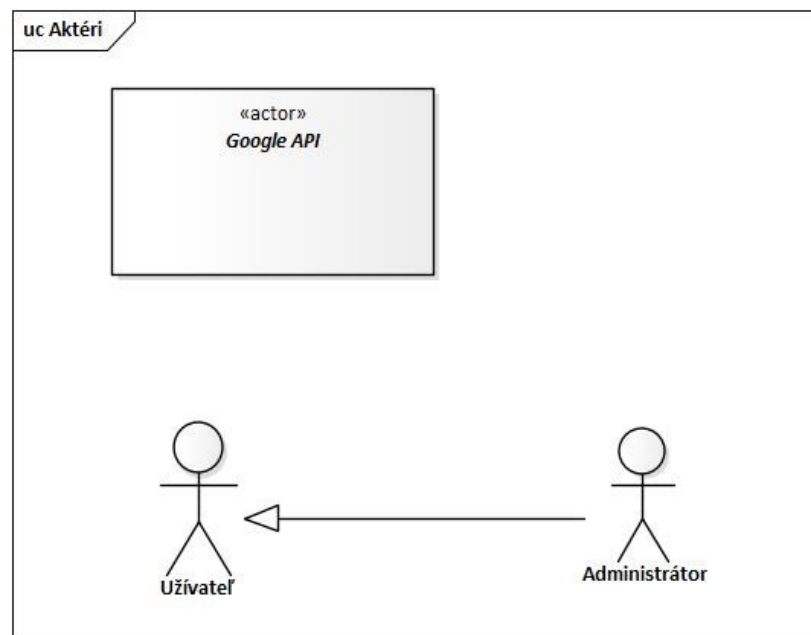 uc Aktéri
«actor»
Google API
Užívateľ
Administrátor